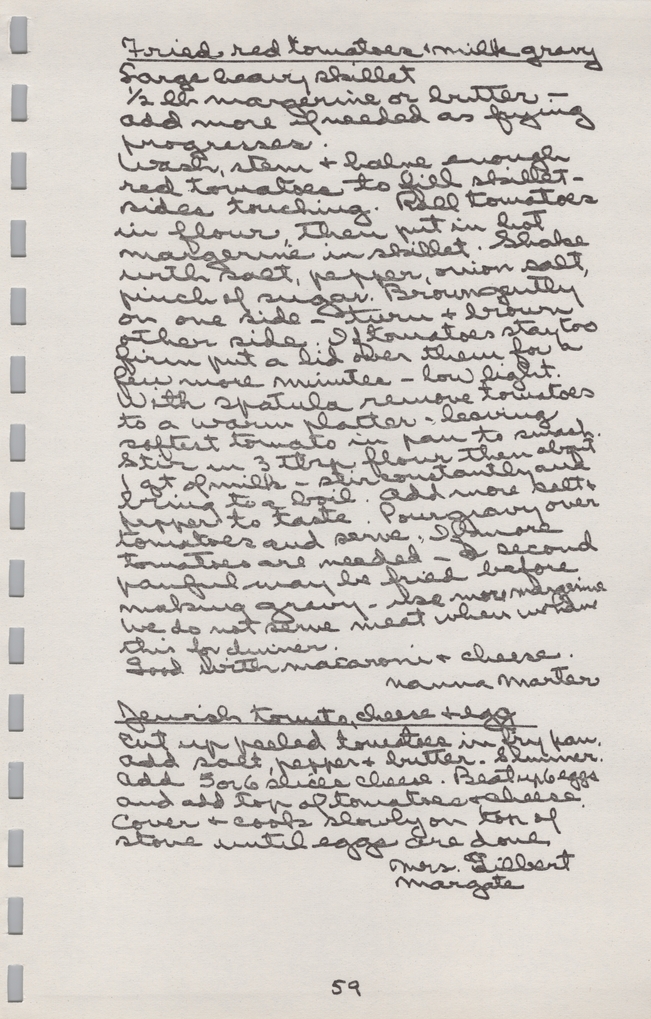 Fried red tomatoes + milk gravy
Large heavy skillet
1/2 lb margerine or butter -
add more if needed as frying
progresses.
Wash, stem + halve enough
red tomatoes to fill skillet -
sides touching. Roll tomatoes
in flour, then put in hot
margerine in skillet. Shake
with salt, pepper, onion salt,
pinch of sugar. Brown gently
on one side - turn + brown
other side. If tomatoes stay too
firm put a lid over them for a
few more minutes - low light.
With spatula remove tomatoes
to a warm platter - leaving
softest tomato in pan to smash.
Stir in 3 tbsp flour then about
1 qt of milk - stir constantly and
bring to a boil. Add more salt +
pepper to taste. Pour gravy over
tomatoes and serve. If more
tomatoes are needed - a second
panful may be fried before
making gravy - use more margerine
We do not serve meat when we have
this for dinner.
Good with macaroni + cheese.
Nanna Marter
Jewish tomato, cheese + egg
Cut up peeled tomatoes in fry pan.
Add salt, pepper + butter. Simmer.
Add 5 or 6 slices cheese. Beat up 6 eggs
and add top of tomatoes + cheese.
Cover + cook slowly on top of
stove until eggs are done.
Mrs. Gilbert
Margate
59